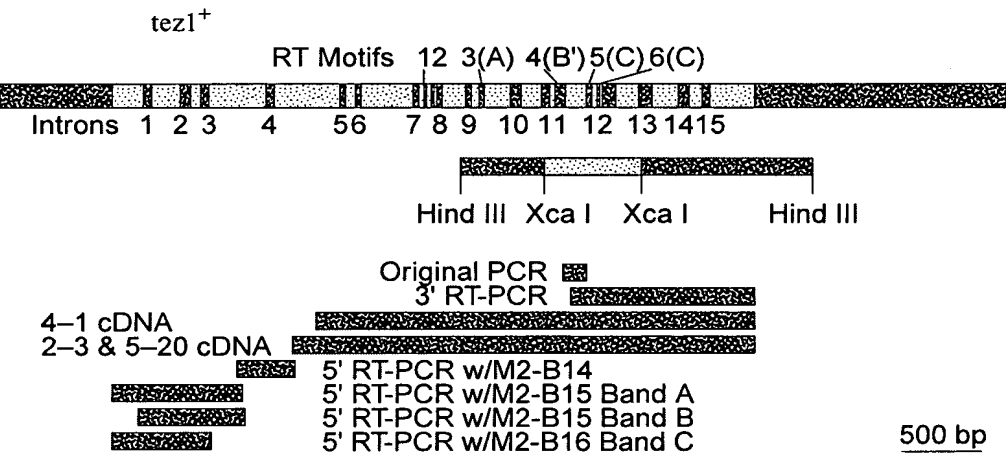 tez1+
RT Motifs 12 3(A) 4(B') 5(C) 6(C)
Introns 1 2 3 4 5 6 7 8 9 10 11 12 13 14 15
Hind III Xca I Xca I Hind III
Original PCR
3' RT-PCR
4–1 cDNA
2–3 & 5–20 cDNA
5' RT-PCR w/M2-B14
5' RT-PCR w/M2-B15 Band A
5' RT-PCR w/M2-B15 Band B
5' RT-PCR w/M2-B16 Band C
500 bp